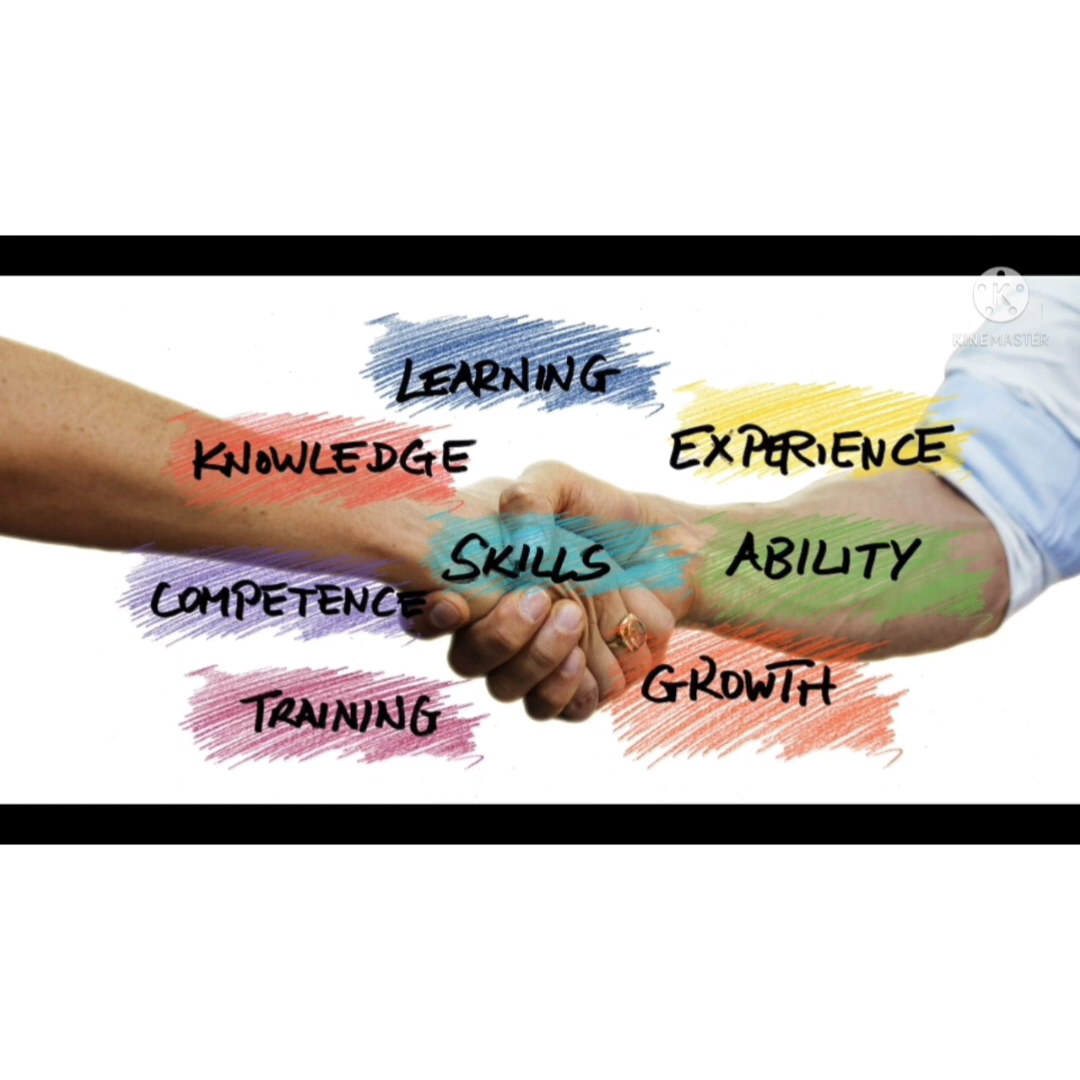 KINEMASTER
LEARNING
EXPERIENCE
KNOWLEDGE
SKILLS
ABILITY
COMPETENCE
GROWTH
TRAINING